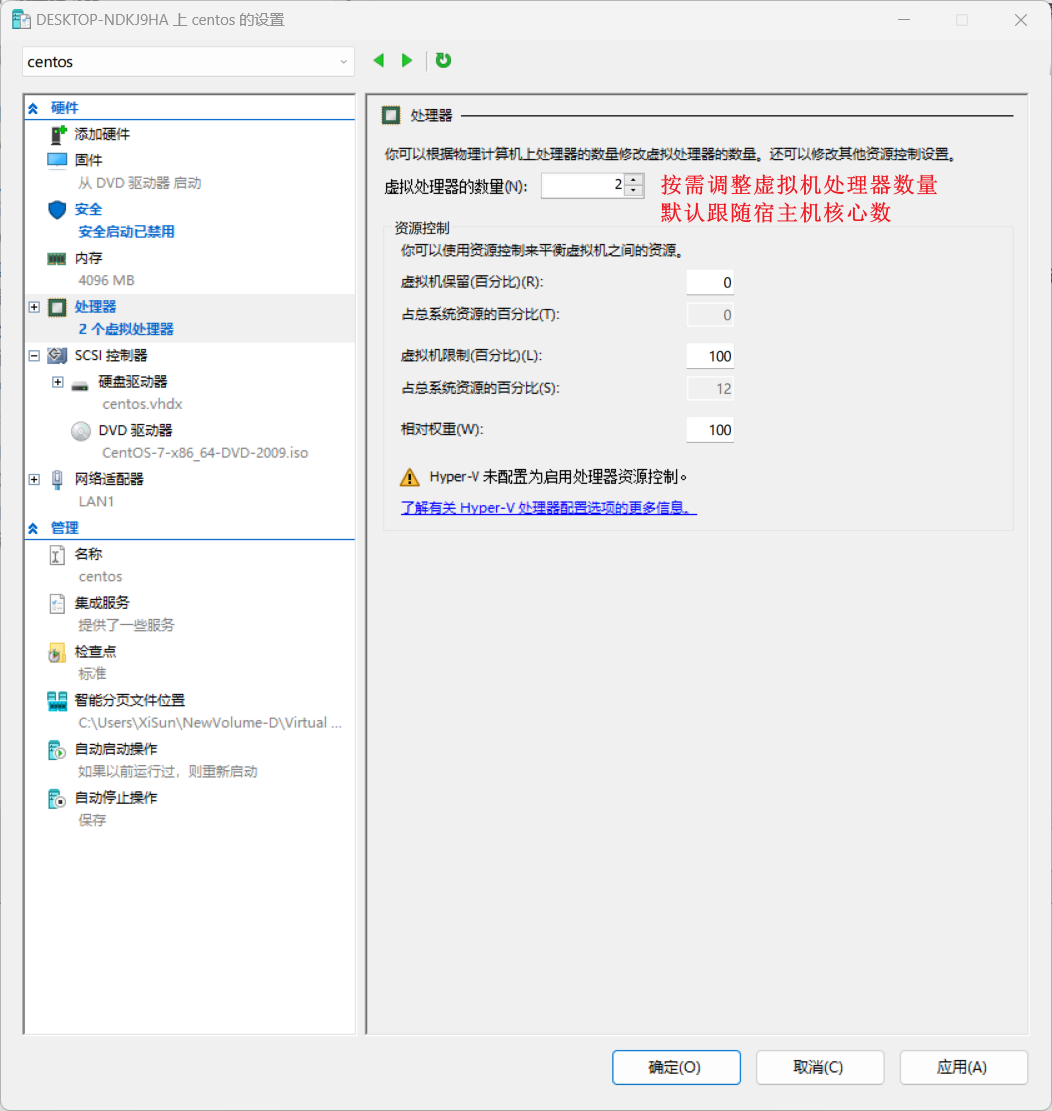 DESKTOP-NDKJ9HA 上 centos 的设置
centos
硬件
添加硬件
固件
从 DVD 驱动器 启动
安全
安全启动已禁用
内存
4096 MB
处理器
2 个虚拟处理器
SCSI 控制器
硬盘驱动器
centos.vhdx
DVD 驱动器
CentOS-7-x86_64-DVD-2009.iso
网络适配器
LAN1
管理
名称
centos
集成服务
提供了一些服务
检查点
标准
智能分页文件位置
C:\Users\XiSun\NewVolume-D\Virtual ...
自动启动操作
如果以前运行过，则重新启动
自动停止操作
保存
处理器
你可以根据物理计算机上处理器的数量修改虚拟处理器的数量。还可以修改其他资源控制设置。
虚拟处理器的数量(N): 2
按需调整虚拟机处理器数量
默认跟随宿主机核心数
资源控制
你可以使用资源控制来平衡虚拟机之间的资源。
虚拟机保留(百分比)(R): 0
占总系统资源的百分比(T): 0
虚拟机限制(百分比)(L): 100
占总系统资源的百分比(S): 12
相对权重(W): 100
Hyper-V 未配置为启用处理器资源控制。
了解有关 Hyper-V 处理器配置选项的更多信息。
确定(O) 取消(C) 应用(A)